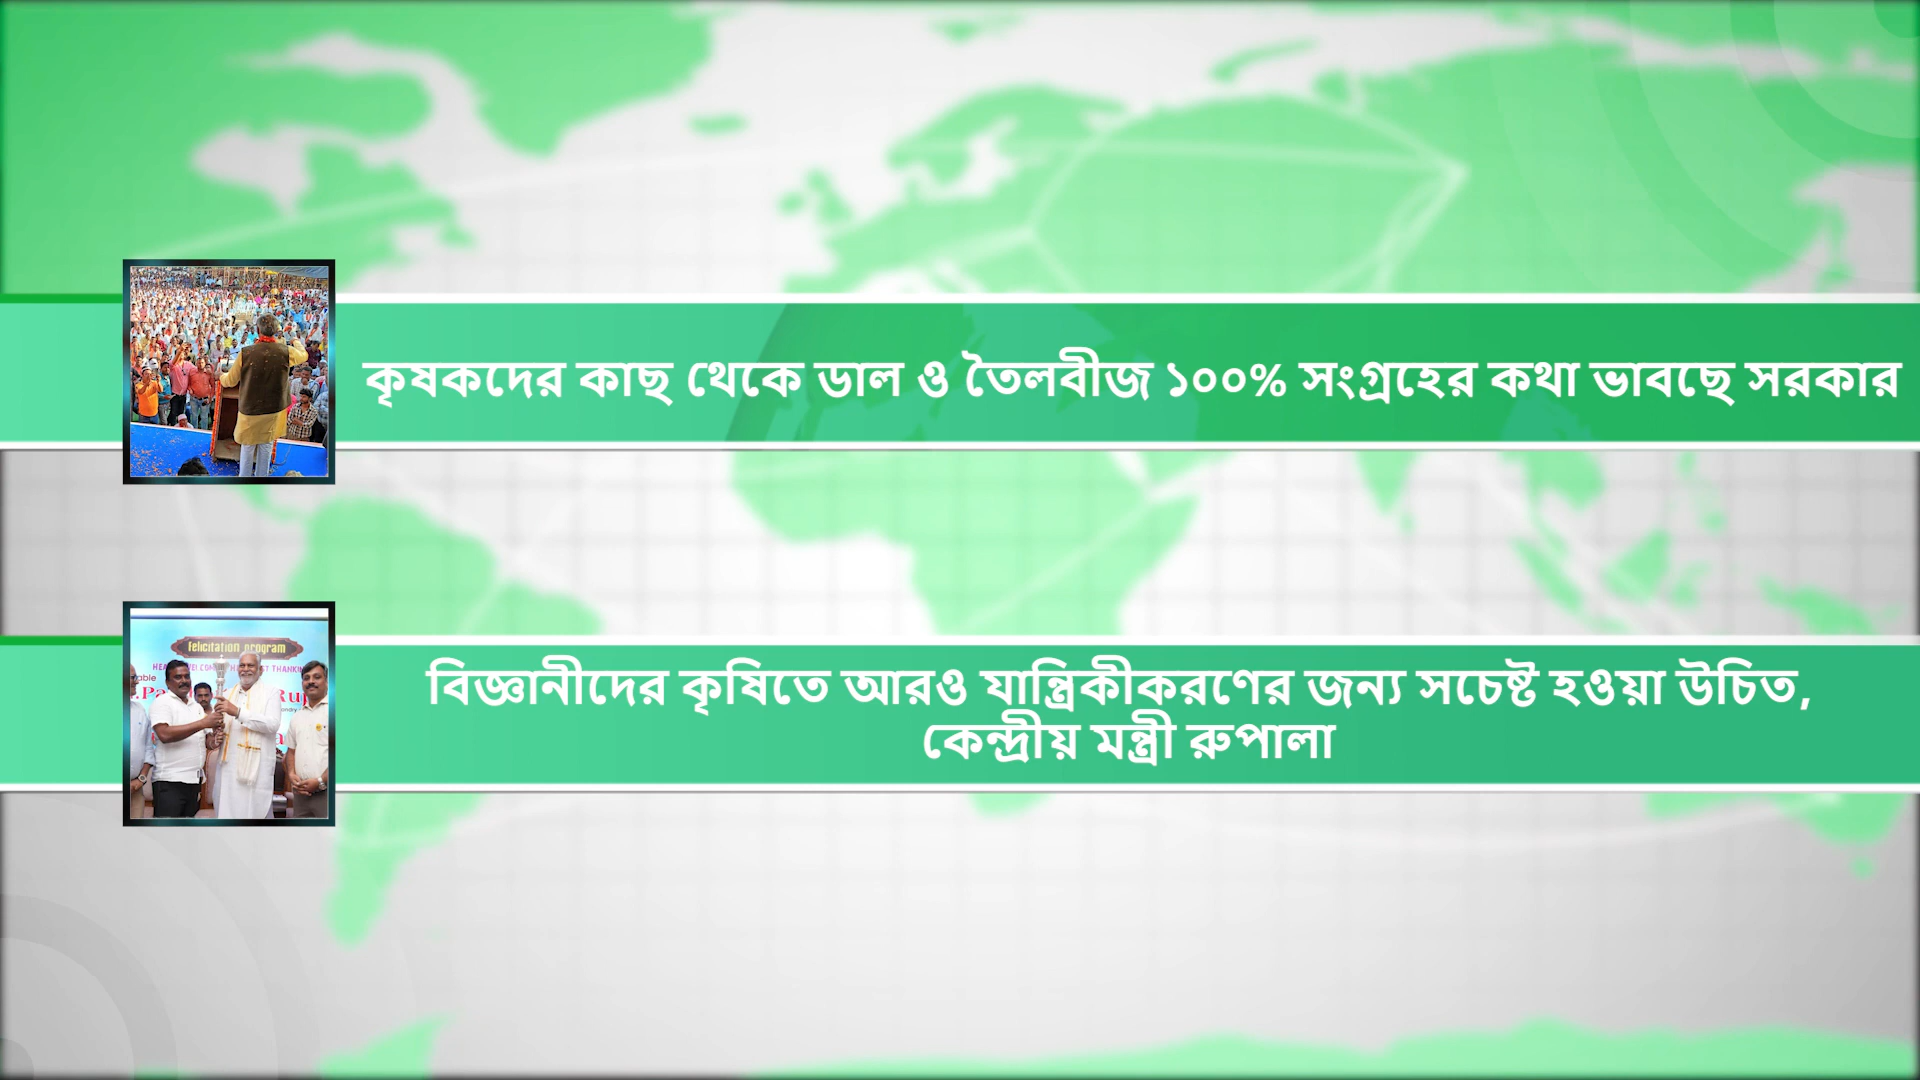 কৃষকদের কাছ থেকে ডাল ও তৈলবীজ ১০০% সংগ্রহের কথা ভাবছে সরকার
felicitation program
বিজ্ঞানীদের কৃষিতে আরও যান্ত্রিকীকরণের জন্য সচেষ্ট হওয়া উচিত,
কেন্দ্রীয় মন্ত্রী রুপালা